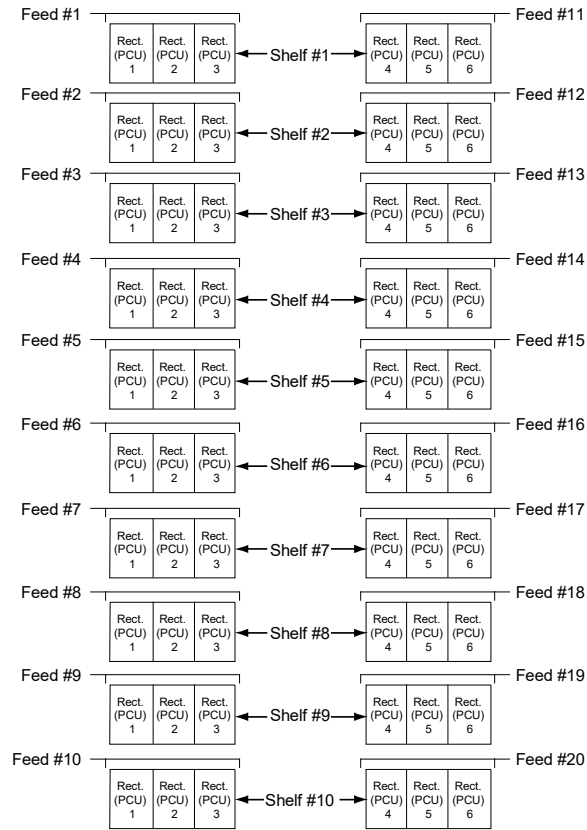 Feed #1 Feed #11
Rect. Rect. Rect. Rect. Rect. Rect.
(PCU) (PCU) (PCU) Shelf #1 (PCU) (PCU) (PCU)
1 2 3 4 5 6
Feed #2 Feed #12
Rect. Rect. Rect. Rect. Rect. Rect.
(PCU) (PCU) (PCU) Shelf #2 (PCU) (PCU) (PCU)
1 2 3 4 5 6
Feed #3 Feed #13
Rect. Rect. Rect. Rect. Rect. Rect.
(PCU) (PCU) (PCU) Shelf #3 (PCU) (PCU) (PCU)
1 2 3 4 5 6
Feed #4 Feed #14
Rect. Rect. Rect. Rect. Rect. Rect.
(PCU) (PCU) (PCU) Shelf #4 (PCU) (PCU) (PCU)
1 2 3 4 5 6
Feed #5 Feed #15
Rect. Rect. Rect. Rect. Rect. Rect.
(PCU) (PCU) (PCU) Shelf #5 (PCU) (PCU) (PCU)
1 2 3 4 5 6
Feed #6 Feed #16
Rect. Rect. Rect. Rect. Rect. Rect.
(PCU) (PCU) (PCU) Shelf #6 (PCU) (PCU) (PCU)
1 2 3 4 5 6
Feed #7 Feed #17
Rect. Rect. Rect. Rect. Rect. Rect.
(PCU) (PCU) (PCU) Shelf #7 (PCU) (PCU) (PCU)
1 2 3 4 5 6
Feed #8 Feed #18
Rect. Rect. Rect. Rect. Rect. Rect.
(PCU) (PCU) (PCU) Shelf #8 (PCU) (PCU) (PCU)
1 2 3 4 5 6
Feed #9 Feed #19
Rect. Rect. Rect. Rect. Rect. Rect.
(PCU) (PCU) (PCU) Shelf #9 (PCU) (PCU) (PCU)
1 2 3 4 5 6
Feed #10 Feed #20
Rect. Rect. Rect. Rect. Rect. Rect.
(PCU) (PCU) (PCU) Shelf #10 (PCU) (PCU) (PCU)
1 2 3 4 5 6